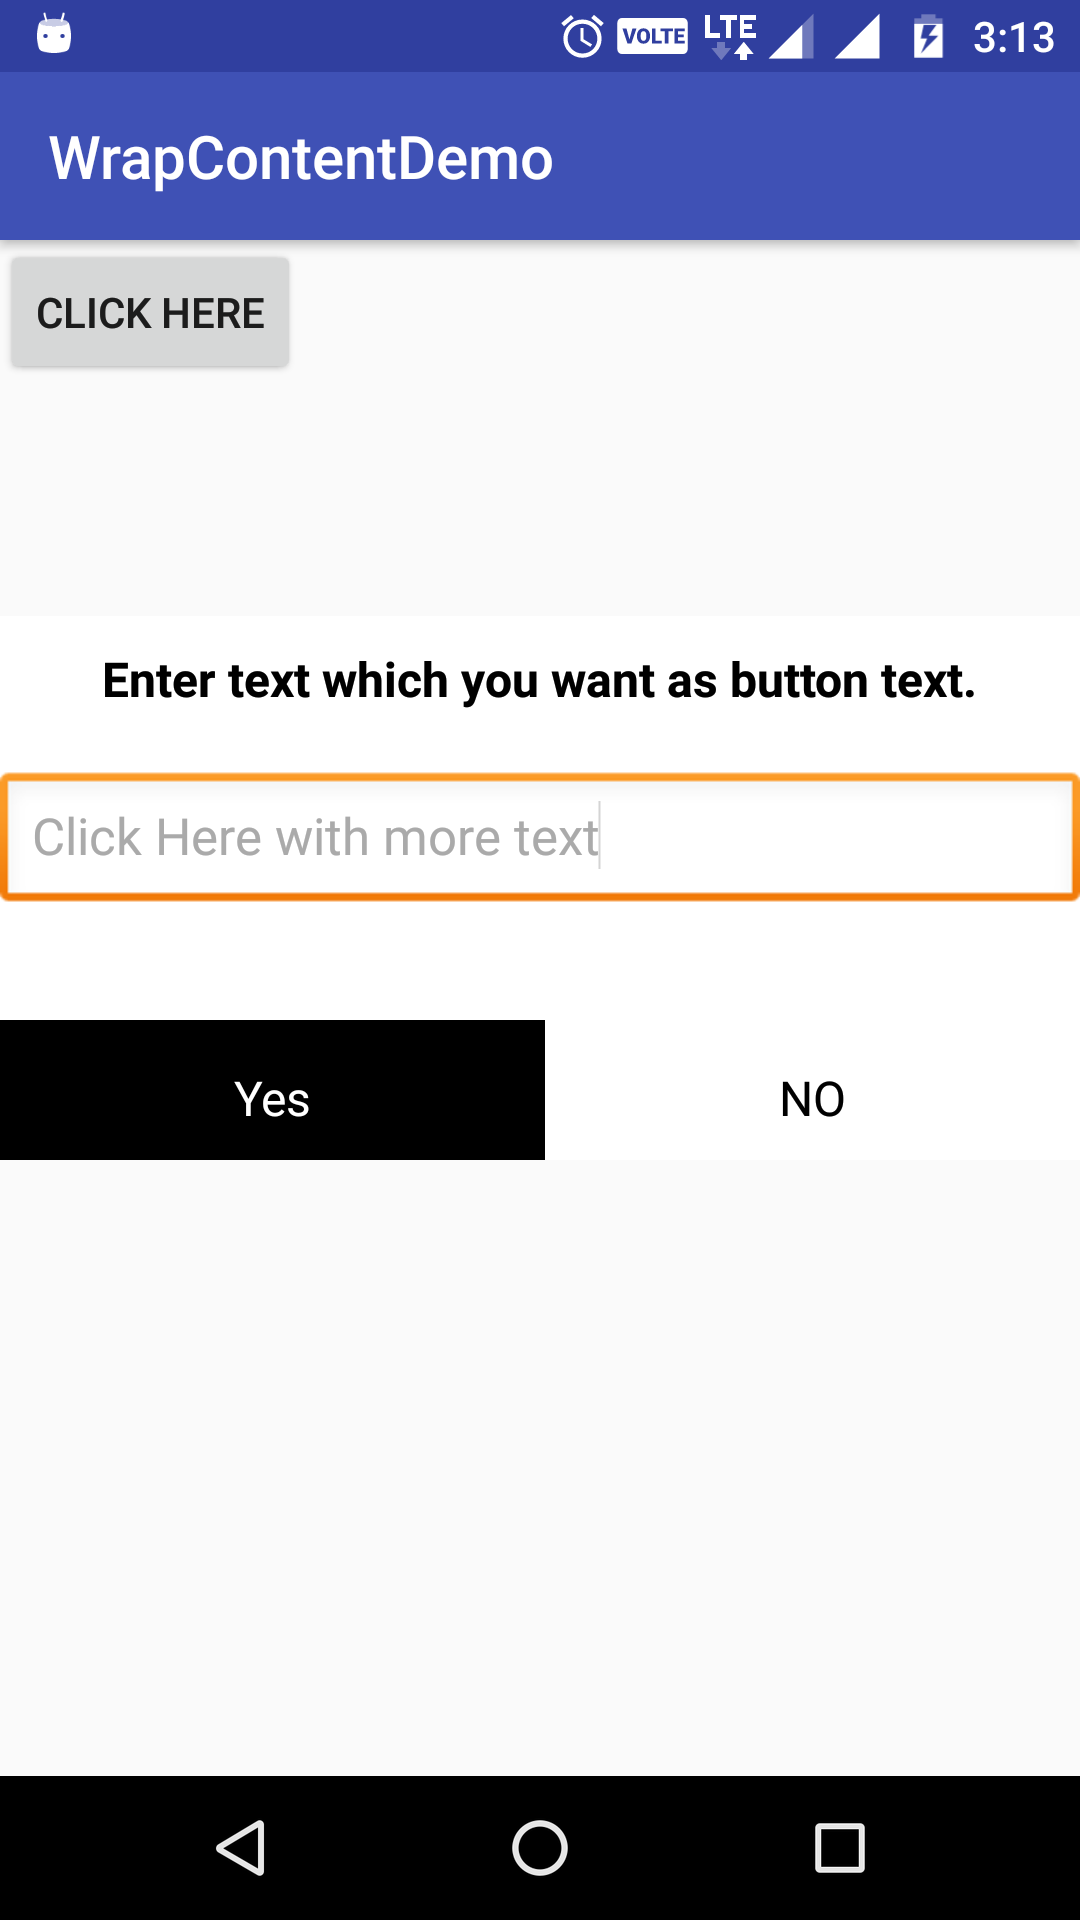 VOLTE LTE 3:13
WrapContentDemo
CLICK HERE
Enter text which you want as button text.
Click Here with more text
Yes NO